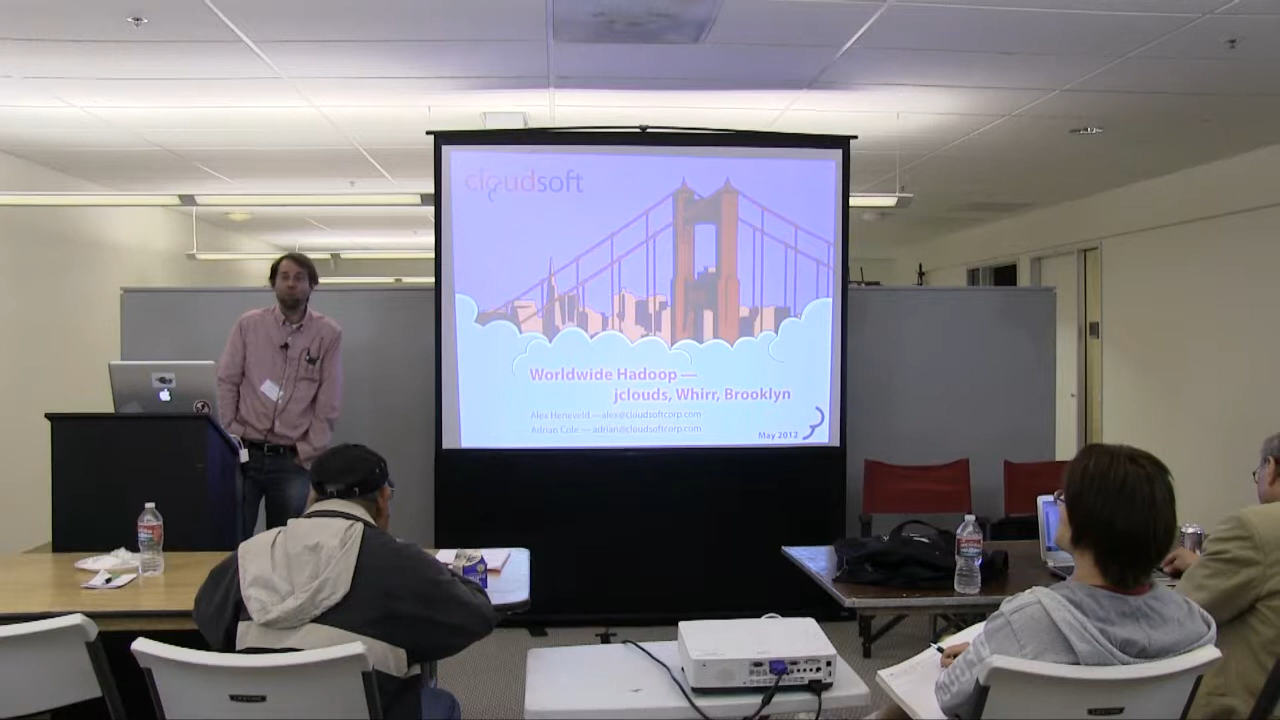 cloudsoft
Worldwide Hadoop —
jclouds, Whirr, Brooklyn
Alex Heneveld — alex@cloudsoftcorp.com
Adrian Cole — adrian@cloudsoftcorp.com
May 2012